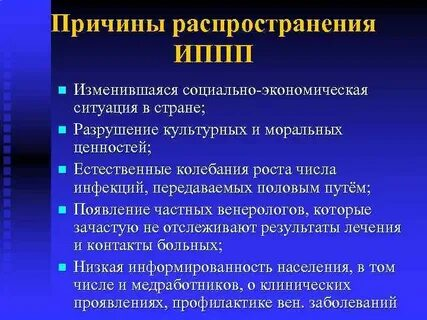 Причины распространения
ИППП
Изменившаяся социально-экономическая
ситуация в стране;
Разрушение культурных и моральных
ценностей;
Естественные колебания роста числа
инфекций, передаваемых половым путём;
Появление частных венерологов, которые
зачастую не отслеживают результаты лечения
и контакты больных;
Низкая информированность населения, в том
числе и медработников, о клинических
проявлениях, профилактике вен. заболеваний